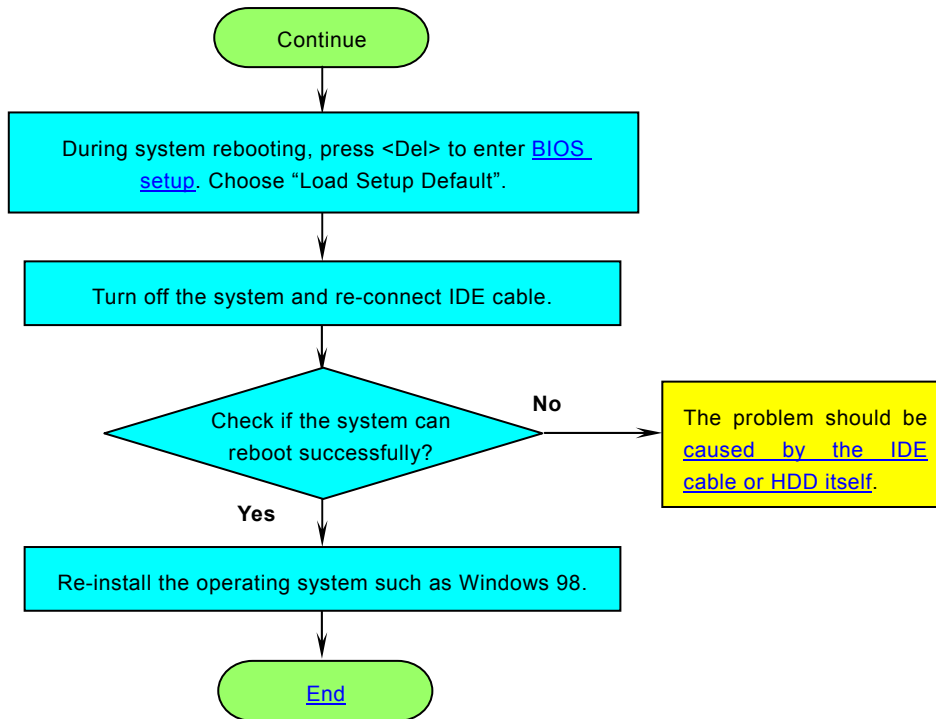 Continue
During system rebooting, press <Del> to enter BIOS
setup. Choose “Load Setup Default”.
Turn off the system and re-connect IDE cable.
Check if the system can
reboot successfully?
No
The problem should be
caused by the IDE
cable or HDD itself.
Yes
Re-install the operating system such as Windows 98.
End